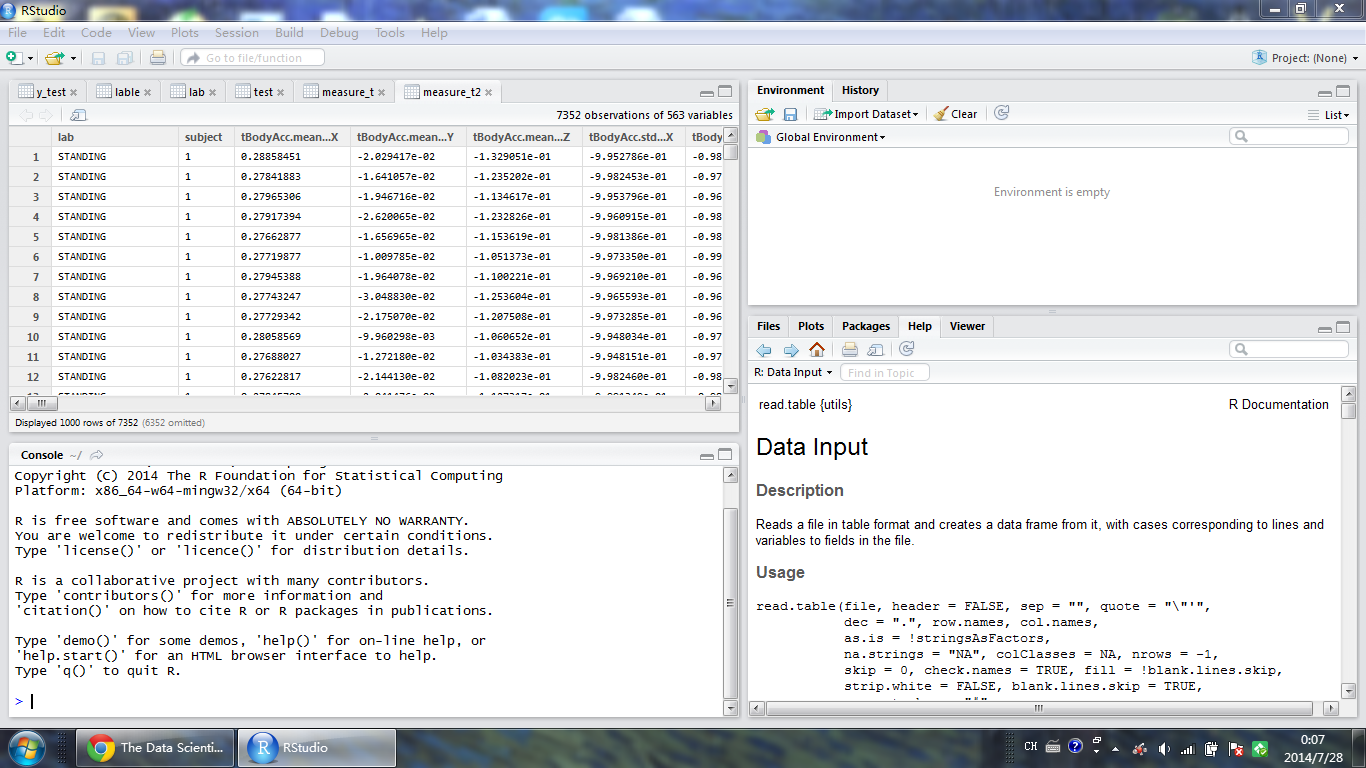 RStudio
File Edit Code View Plots Session Build Debug Tools Help
Go to file/function
Project: (None)
y_test lable lab test measure_t measure_t2
7352 observations of 563 variables
lab subject tBodyAcc.mean...X tBodyAcc.mean...Y tBodyAcc.mean...Z tBodyAcc.std...X tBody
1 STANDING 1 0.28858451 -2.029417e-02 -1.329051e-01 -9.952786e-01 -0.98
2 STANDING 1 0.27841883 -1.641057e-02 -1.235202e-01 -9.982453e-01 -0.97
3 STANDING 1 0.27965306 -1.946716e-02 -1.134617e-01 -9.953796e-01 -0.96
4 STANDING 1 0.27917394 -2.620065e-02 -1.232826e-01 -9.960915e-01 -0.98
5 STANDING 1 0.27662877 -1.656965e-02 -1.153619e-01 -9.981386e-01 -0.98
6 STANDING 1 0.27719877 -1.009785e-02 -1.051373e-01 -9.973350e-01 -0.99
7 STANDING 1 0.27945388 -1.964078e-02 -1.100221e-01 -9.969210e-01 -0.96
8 STANDING 1 0.27743247 -3.048830e-02 -1.253604e-01 -9.965593e-01 -0.96
9 STANDING 1 0.27729342 -2.175070e-02 -1.207508e-01 -9.973285e-01 -0.96
10 STANDING 1 0.28058569 -9.960298e-03 -1.060652e-01 -9.948034e-01 -0.97
11 STANDING 1 0.27688027 -1.272180e-02 -1.034383e-01 -9.948151e-01 -0.97
12 STANDING 1 0.27622817 -2.144130e-02 -1.082023e-01 -9.982460e-01 -0.98
Displayed 1000 rows of 7352 (6352 omitted)
Console ~/
Copyright (C) 2014 The R Foundation for Statistical Computing
Platform: x86_64-w64-mingw32/x64 (64-bit)
R is free software and comes with ABSOLUTELY NO WARRANTY.
You are welcome to redistribute it under certain conditions.
Type 'license()' or 'licence()' for distribution details.
R is a collaborative project with many contributors.
Type 'contributors()' for more information and
'citation()' on how to cite R or R packages in publications.
Type 'demo()' for some demos, 'help()' for on-line help, or
'help.start()' for an HTML browser interface to help.
Type 'q()' to quit R.
>
Environment History
Import Dataset Clear List
Global Environment
Environment is empty
Files Plots Packages Help Viewer
R: Data Input Find in Topic
read.table {utils} R Documentation
Data Input
Description
Reads a file in table format and creates a data frame from it, with cases corresponding to lines and
variables to fields in the file.
Usage
read.table(file, header = FALSE, sep = "", quote = "\"'",
dec = ".", row.names, col.names,
as.is = !stringsAsFactors,
na.strings = "NA", colClasses = NA, nrows = -1,
skip = 0, check.names = TRUE, fill = !blank.lines.skip,
strip.white = FALSE, blank.lines.skip = TRUE,
The Data Scienti... RStudio
CH
0:07
2014/7/28